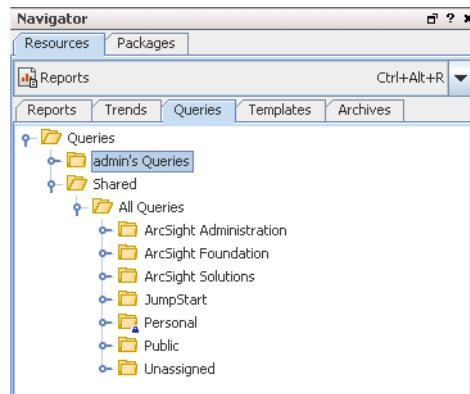 Navigator
Resources Packages
Reports Ctrl+Alt+R
Reports Trends Queries Templates Archives
Queries
admin's Queries
Shared
All Queries
ArcSight Administration
ArcSight Foundation
ArcSight Solutions
JumpStart
Personal
Public
Unassigned